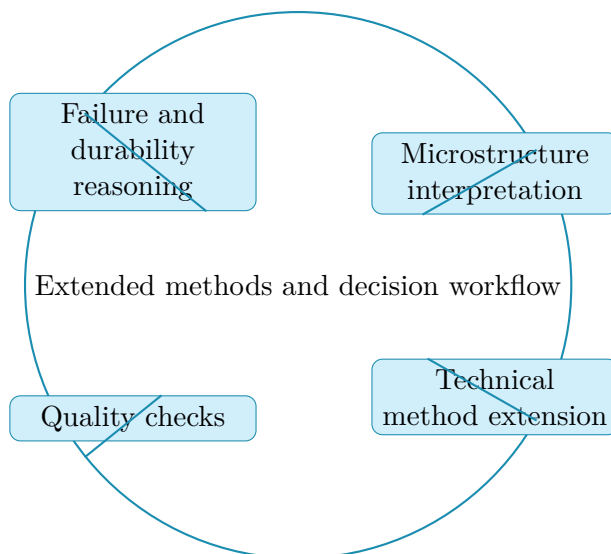 Failure and
durability
reasoning
Microstructure
interpretation
Extended methods and decision workflow
Quality checks
Technical
method extension